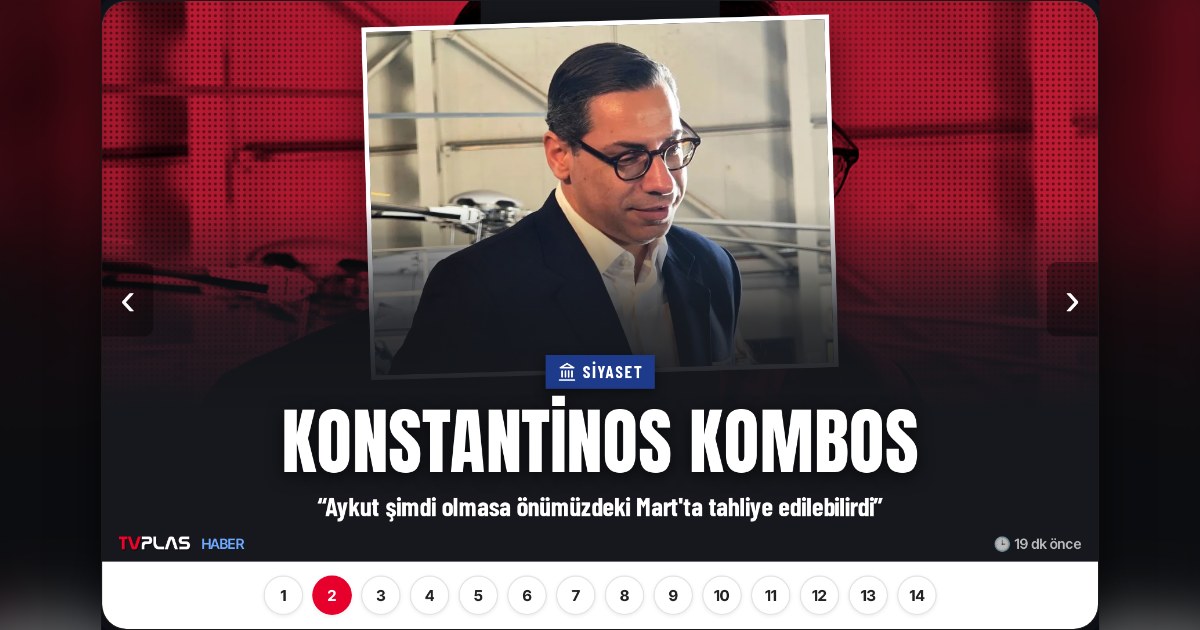 SİYASET
KONSTANTİNOS KOMBOS
“Aykut şimdi olmasa önümüzdeki Mart'ta tahliye edilebilirdi”
TVPLAS HABER
19 dk önce
1 2 3 4 5 6 7 8 9 10 11 12 13 14